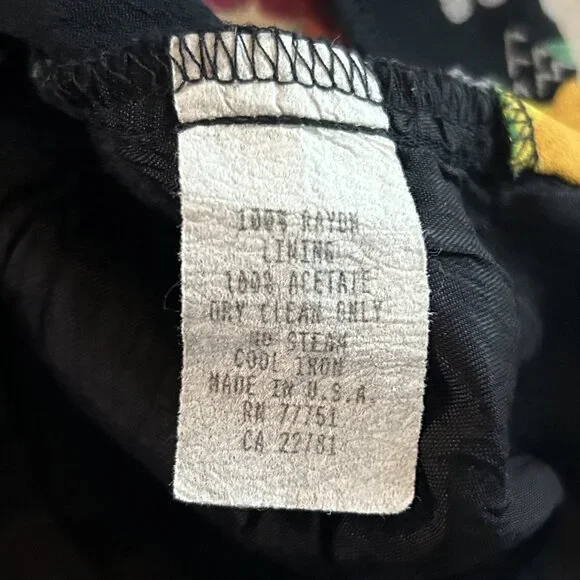 100% RAYON
LINING
100% ACETATE
DRY CLEAN ONLY
NO STEAM
COOL IRON
MADE IN U.S.A.
RN 77751
CA 22781